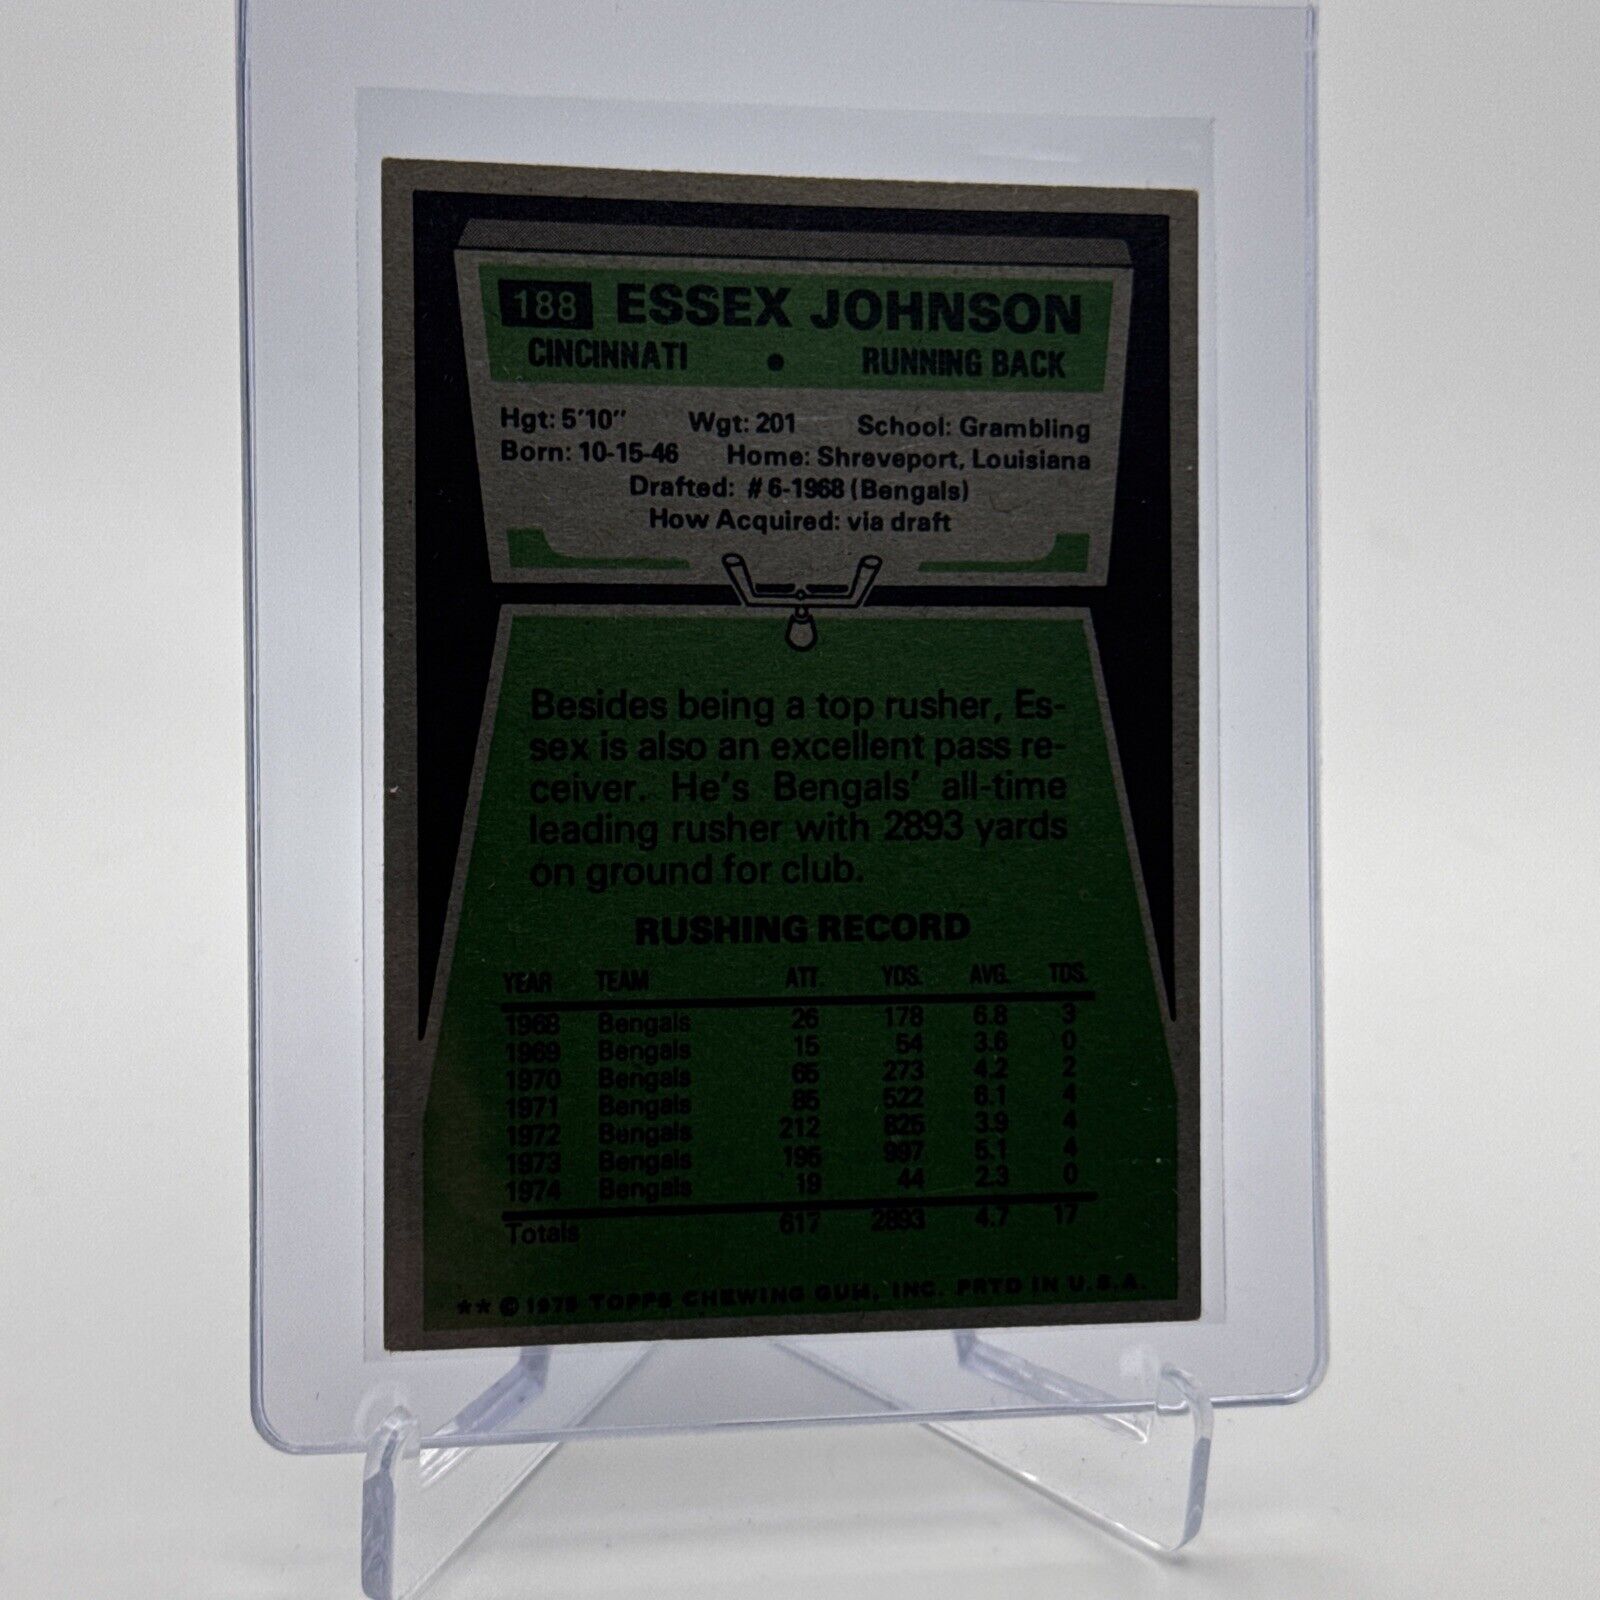 188 ESSEX JOHNSON
CINCINNATI • RUNNING BACK
Hgt: 5'10" Wgt: 201 School: Grambling
Born: 10-15-46 Home: Shreveport, Louisiana
Drafted: #6-1968 (Bengals)
How Acquired: via draft
Besides being a top rusher, Es-
sex is also an excellent pass re-
ceiver. He's Bengals' all-time
leading rusher with 2893 yards
on ground for club.
RUSHING RECORD
YEAR TEAM ATT. YDS. AVG. TDS.
1968 Bengals 26 178 6.8 3
1969 Bengals 15 54 3.6 0
1970 Bengals 65 273 4.2 2
1971 Bengals 85 522 6.1 4
1972 Bengals 212 825 3.9 4
1973 Bengals 195 997 5.1 4
1974 Bengals 19 44 2.3 0
Totals 617 2893 4.7 17
** © 1975 TOPPS CHEWING GUM, INC. PRTD IN U.S.A.